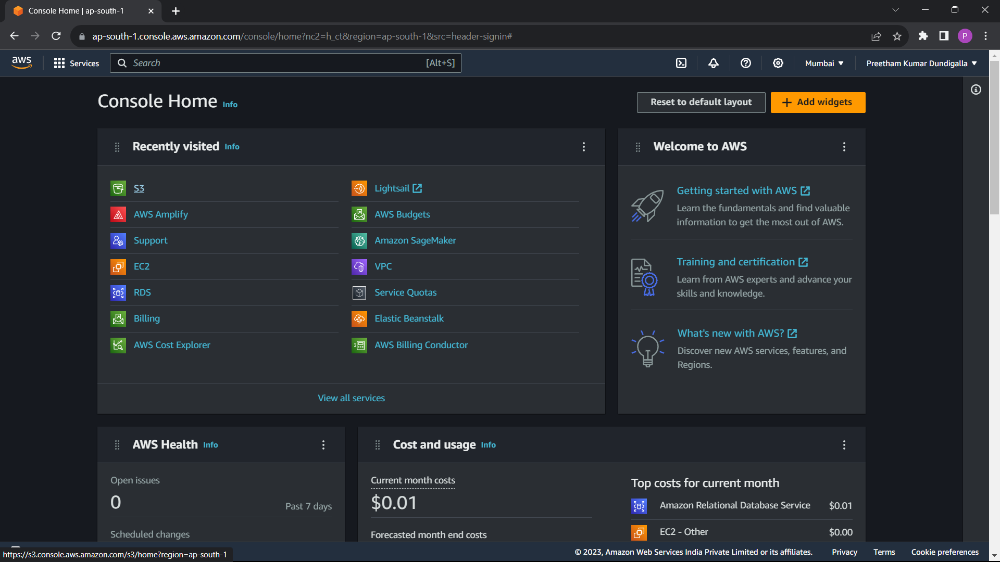 Console Home | ap-south-1
ap-south-1.console.aws.amazon.com/console/home?nc2=h_ct&region=ap-south-1&src=header-signin#
P
aws
Services
Search
[Alt+S]
Mumbai
Preetham Kumar Dundigalla
Console Home Info
Reset to default layout
Add widgets
Recently visited Info
S3
AWS Amplify
Support
EC2
RDS
Billing
AWS Cost Explorer
Lightsail
AWS Budgets
Amazon SageMaker
VPC
Service Quotas
Elastic Beanstalk
AWS Billing Conductor
View all services
Welcome to AWS
Getting started with AWS
Learn the fundamentals and find valuable
information to get the most out of AWS.
Training and certification
Learn from AWS experts and advance your
skills and knowledge.
What's new with AWS?
Discover new AWS services, features, and
Regions.
AWS Health Info
Open issues
0
Past 7 days
Scheduled changes
Cost and usage Info
Current month costs
$0.01
Forecasted month end costs
Top costs for current month
Amazon Relational Database Service $0.01
EC2 - Other $0.00
https://s3.console.aws.amazon.com/s3/home?region=ap-south-1
© 2023, Amazon Web Services India Private Limited or its affiliates.
Privacy
Terms
Cookie preferences